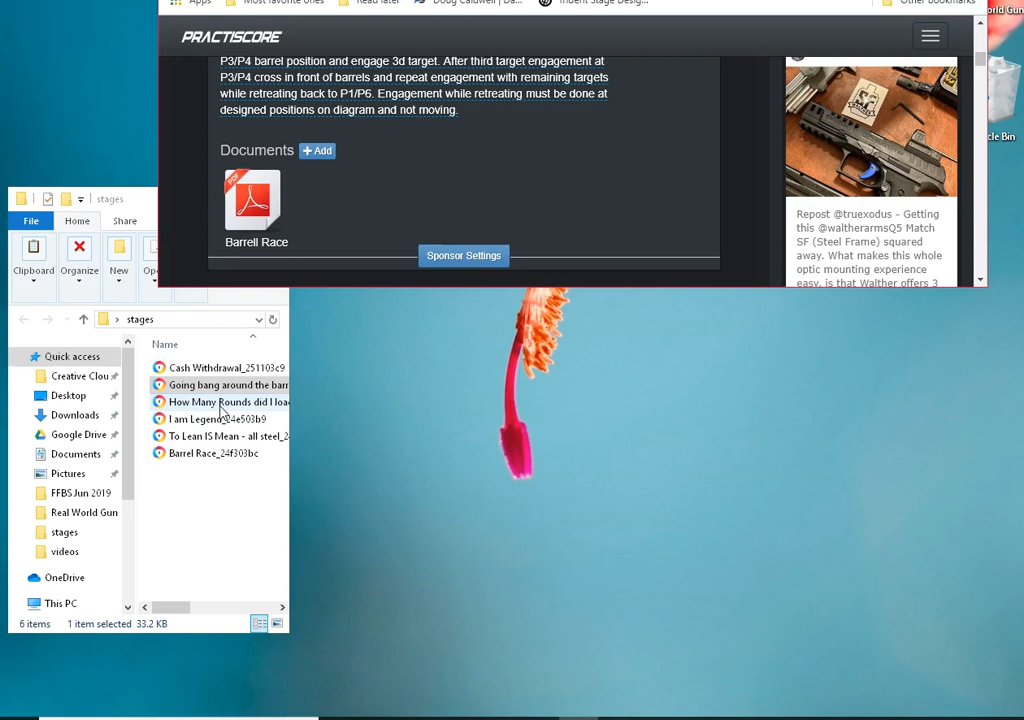 Apps
Most favorite ones
Read later
Doug Caldwell | Da...
Trident Stage Desig...
Other bookmarks
orld Gun
PRACTISCORE
P3/P4 barrel position and engage 3d target. After third target engagement at
P3/P4 cross in front of barrels and repeat engagement with remaining targets
while retreating back to P1/P6. Engagement while retreating must be done at
designed positions on diagram and not moving.
cle Bin
Documents
+ Add
PDF
Barrell Race
Sponsor Settings
Repost @truexodus - Getting
this @waltherarmsQ5 Match
SF (Steel Frame) squared
away. What makes this whole
optic mounting experience
easy, is that Walther offers 3
stages
File
Home
Share
Clipboard
Organize
New
Op
stages
Name
Quick access
Creative Clou
Desktop
Downloads
Google Drive
Documents
Pictures
FFBS Jun 2019
Real World Gun
stages
videos
OneDrive
This PC
Cash Withdrawal_251103c9
Going bang around the barr
How Many Rounds did I loa
I am Legend_24e503b9
To Lean IS Mean - all steel_2
Barrel Race_24f303bc
6 items
1 item selected 33.2 KB